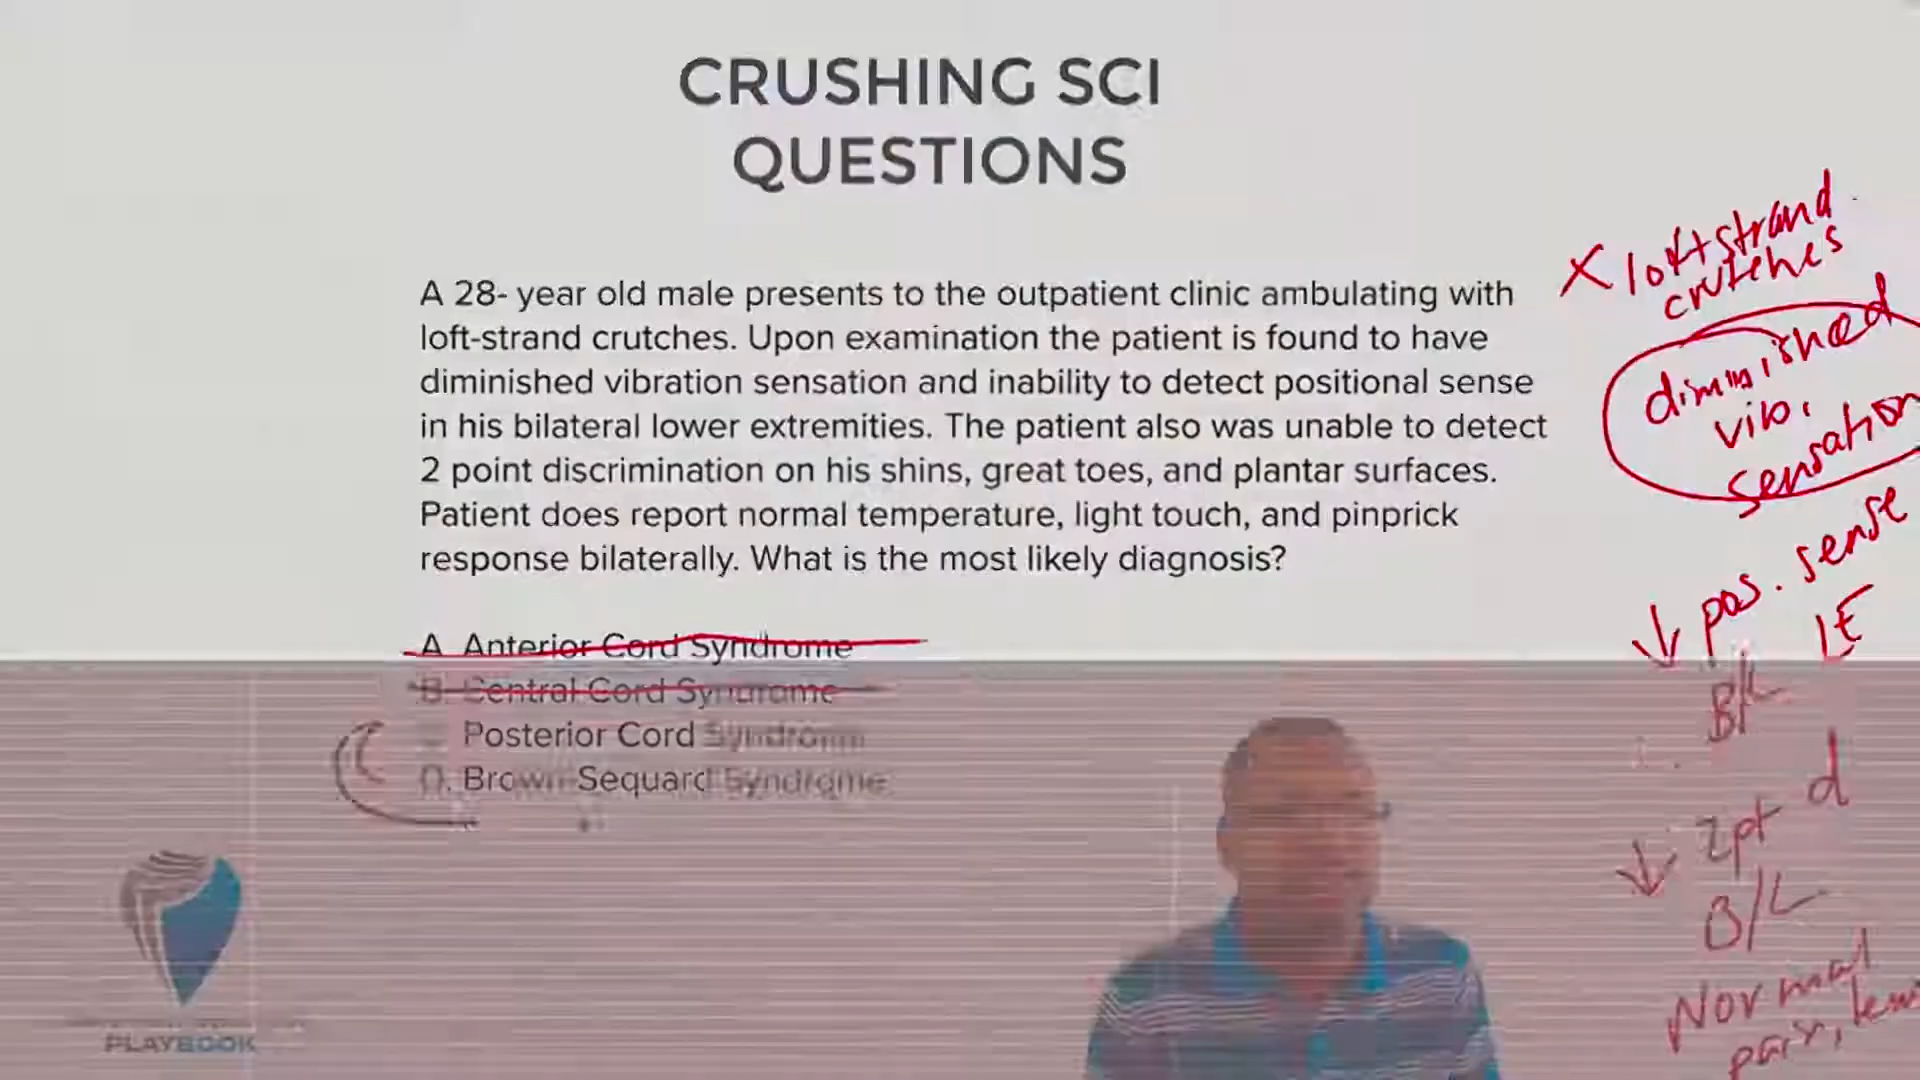 CRUSHING SCI
QUESTIONS
A 28- year old male presents to the outpatient clinic ambulating with
loft-strand crutches. Upon examination the patient is found to have
diminished vibration sensation and inability to detect positional sense
in his bilateral lower extremities. The patient also was unable to detect
2 point discrimination on his shins, great toes, and plantar surfaces.
Patient does report normal temperature, light touch, and pinprick
response bilaterally. What is the most likely diagnosis?
A. Anterior Cord Syndrome
B. Central Cord Syndrome
Posterior Cord Syndrome
D. Brown-Sequard Syndrome
X loftstrand
crutches
diminished
vib.
sensation
↓ pos. sense
LE
B/L
↓ 2pt d
B/L
Normal
PLAYBOOK